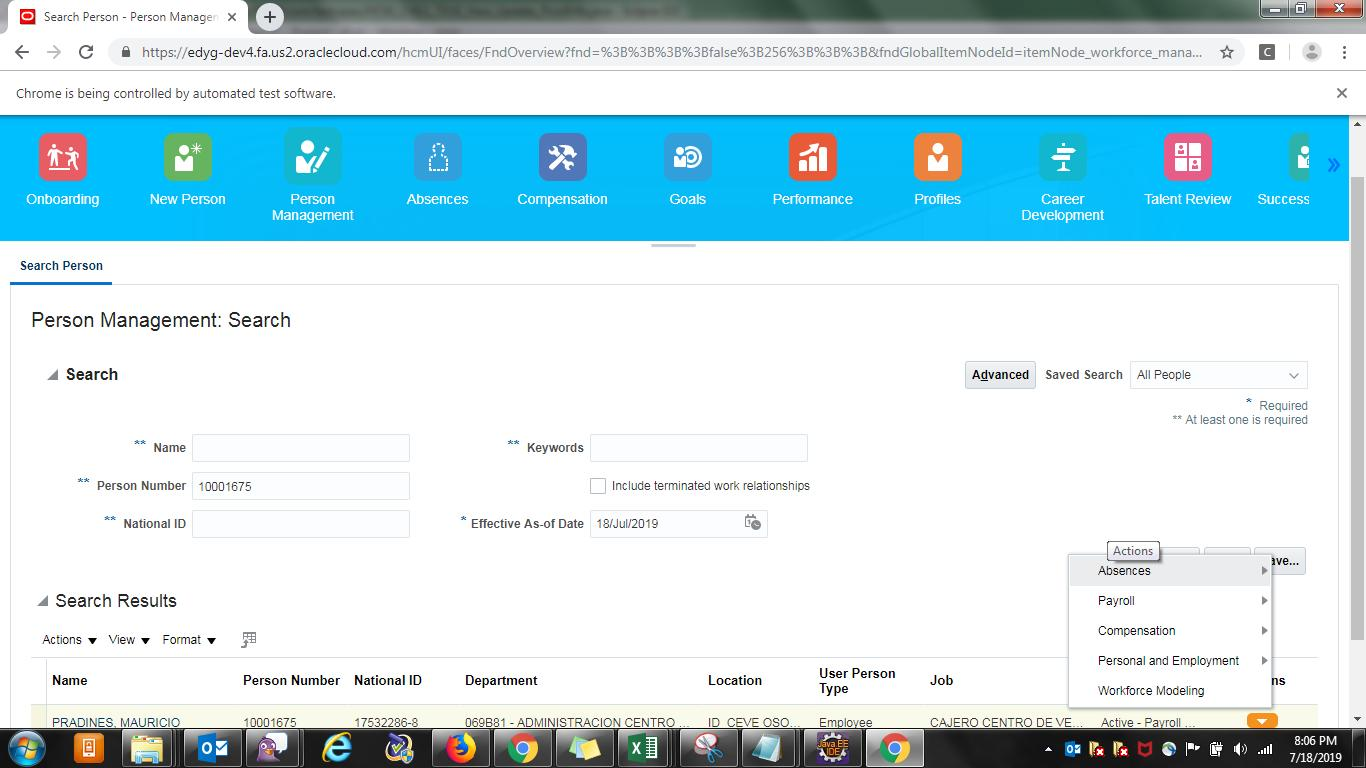 Search Person - Person Managem
https://edyg-dev4.fa.us2.oraclecloud.com/hcmUI/faces/FndOverview?fnd=%3B%3B%3B%3Bfalse%3B256%3B%3B%3B&fndGlobalItemNodeId=itemNode_workforce_mana...
C
Chrome is being controlled by automated test software.
Onboarding
New Person
Person
Management
Absences
Compensation
Goals
Performance
Profiles
Career
Development
Talent Review
Success
Search Person
Person Management: Search
Search
Advanced Saved Search All People
* Required
** At least one is required
** Name
** Keywords
** Person Number 10001675
Include terminated work relationships
** National ID
* Effective As-of Date 18/Jul/2019
Actions
ave...
Absences
Payroll
Compensation
Personal and Employment
Workforce Modeling
Search Results
Actions View Format
Name Person Number National ID Department Location User Person Type Job ns
PRADINES, MAURICIO 10001675 17532286-8 069B81 - ADMINISTRACION CENTRO ... ID_CEVE OSO... Employee CAJERO CENTRO DE VE... Active - Payroll ...
Java EE
IDE
8:06 PM
7/18/2019